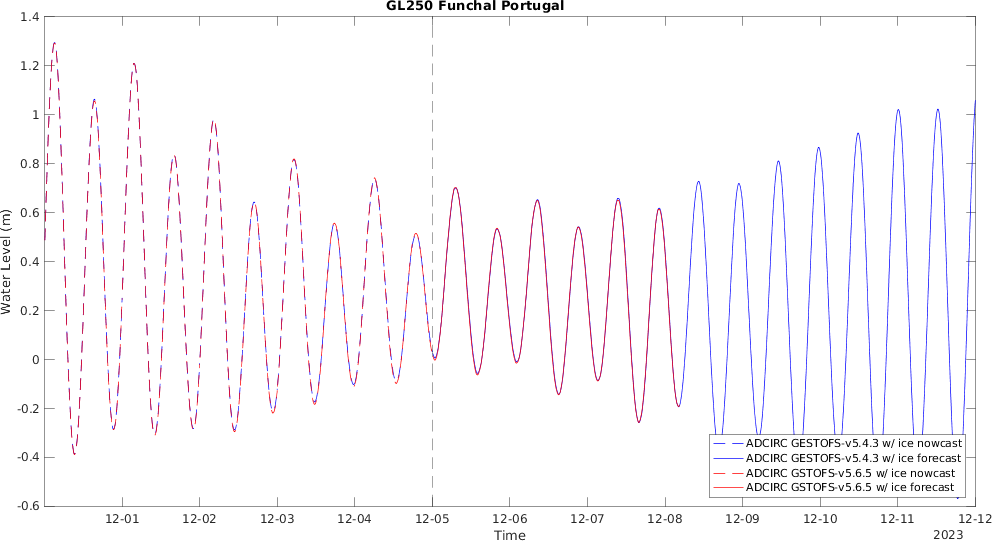 GL250 Funchal Portugal
Water Level (m)
1.4
1.2
1
0.8
0.6
0.4
0.2
0
-0.2
-0.4
-0.6
ADCIRC GESTOFS-v5.4.3 w/ ice nowcast
ADCIRC GESTOFS-v5.4.3 w/ ice forecast
ADCIRC GSTOFS-v5.6.5 w/ ice nowcast
ADCIRC GSTOFS-v5.6.5 w/ ice forecast
12-01 12-02 12-03 12-04 12-05 12-06 12-07 12-08 12-09 12-10 12-11 12-12
Time
2023